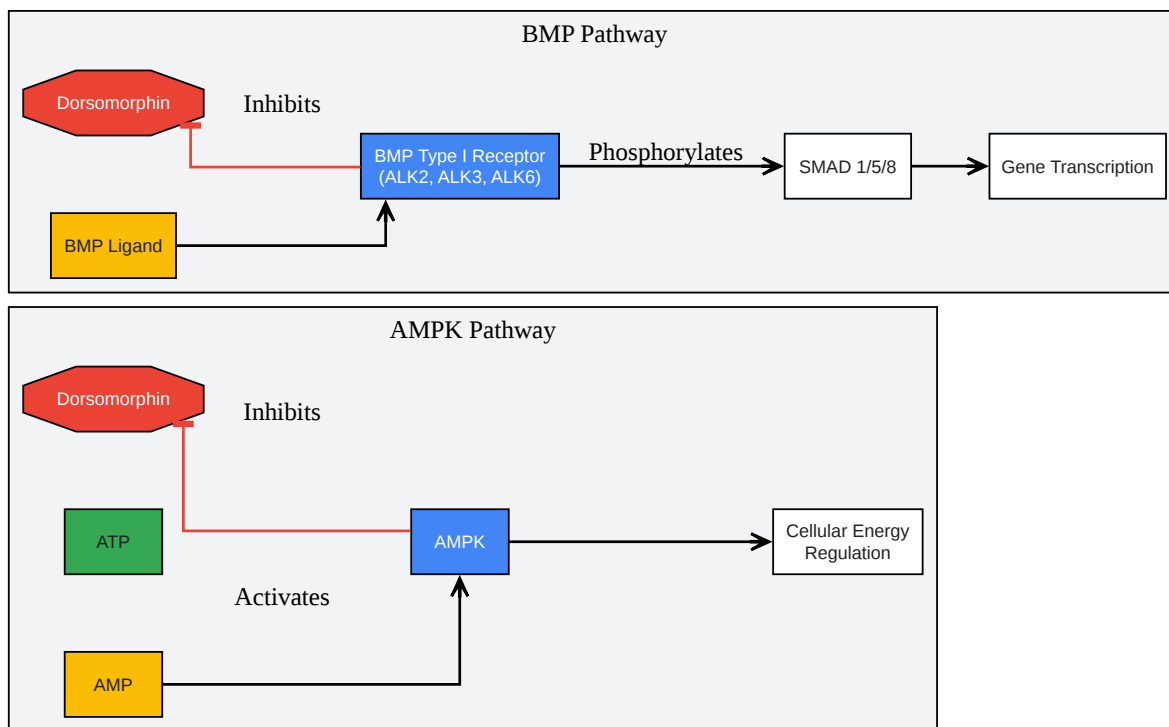 BMP Pathway
Dorsomorphin
Inhibits
BMP Type I Receptor
(ALK2, ALK3, ALK6)
Phosphorylates
SMAD 1/5/8
Gene Transcription
BMP Ligand
AMPK Pathway
Dorsomorphin
Inhibits
ATP
AMPK
Cellular Energy
Regulation
Activates
AMP